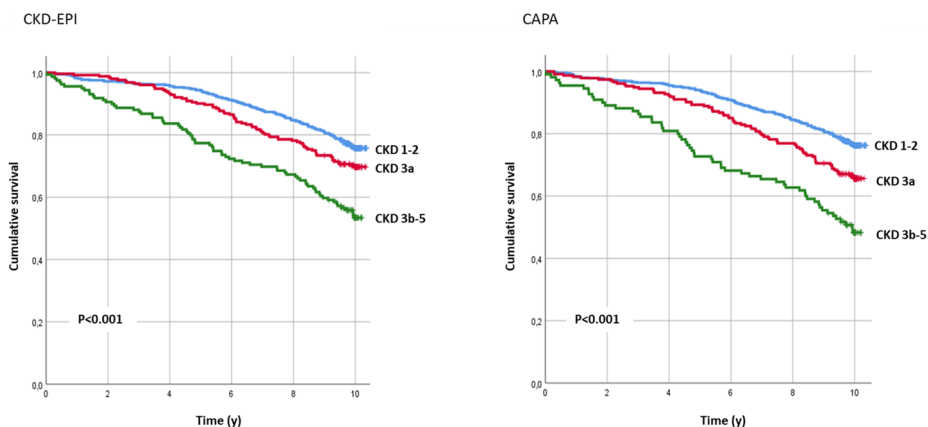 CKD-EPI
1,0
0,8
0,6
0,4
0,2
0,0
0 2 4 6 8 10
Cumulative survival
Time (y)
CKD 1-2
CKD 3a
CKD 3b-5
P<0.001
CAPA
1,0
0,8
0,6
0,4
0,2
0,0
0 2 4 6 8 10
Cumulative survival
Time (y)
CKD 1-2
CKD 3a
CKD 3b-5
P<0.001